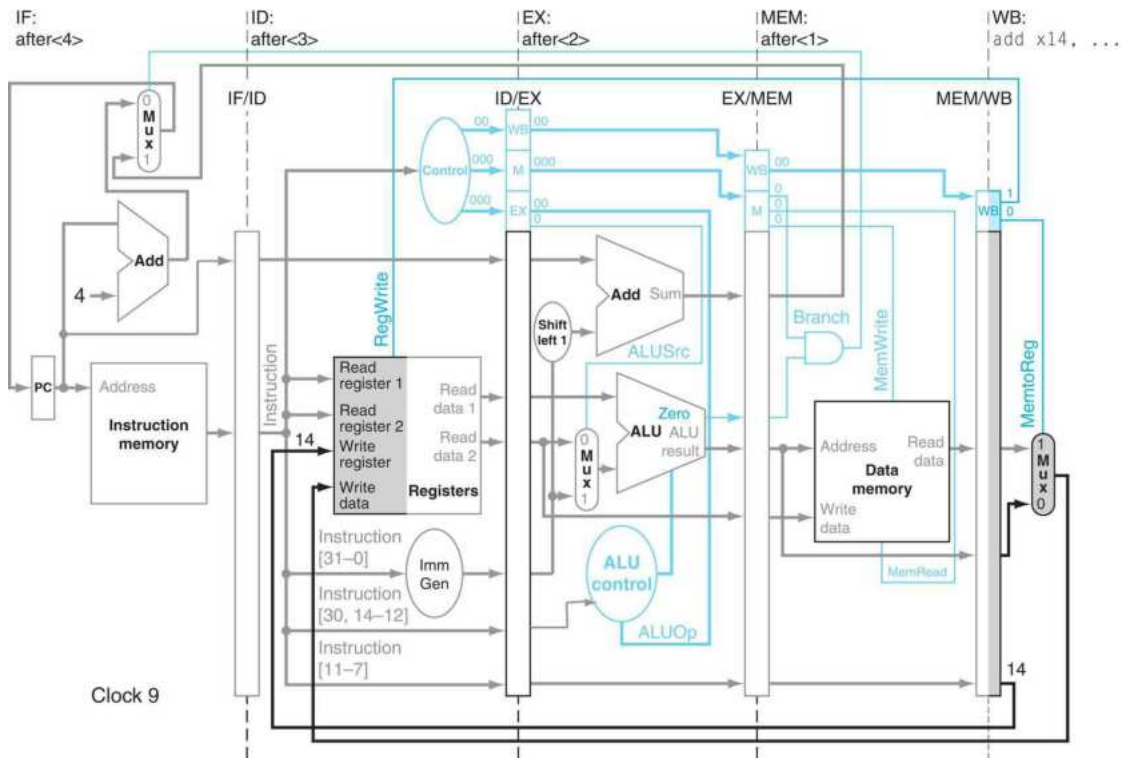 IF:
after<4>
ID:
after<3>
EX:
after<2>
MEM:
after<1>
WB:
add x14, ...
IF/ID
ID/EX
EX/MEM
MEM/WB
0
Mux
1
Control
00
000
000
WB
M
EX
00
000
00
0
WB
M
00
0
0
0
WB
1
0
Add
4
PC
Address
Instruction
memory
Instruction
RegWrite
14
Read
register 1
Read
register 2
Write
register
Write
data
Read
data 1
Read
data 2
Registers
Instruction
[31–0]
Imm
Gen
Instruction
[30, 14–12]
Instruction
[11–7]
Add Sum
Shift
left 1
ALUSrc
0
Mux
1
Zero
ALU
ALU
result
ALU
control
ALUOp
Branch
MemWrite
Address
Read
data
Data
memory
Write
data
MemRead
MemtoReg
1
Mux
0
14
Clock 9